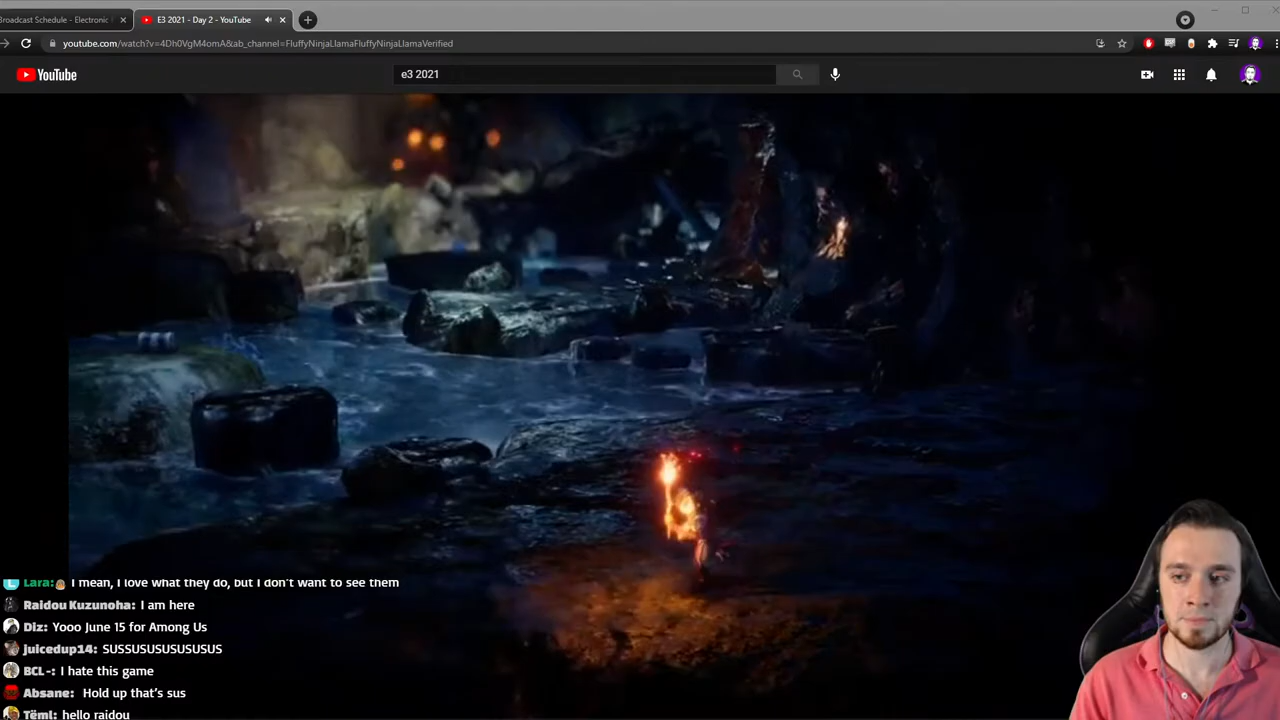 Broadcast Schedule - Electronic
E3 2021 - Day 2 - YouTube
youtube.com/watch?v=4Dh0VgM4omA&ab_channel=FluffyNinjaLlamaFluffyNinjaLlamaVerified
YouTube
e3 2021
Lara: I mean, I love what they do, but I don't want to see them
Raidou Kuzunoha: I am here
Diz: Yooo June 15 for Among Us
juicedup14: SUSSUSUSUSUSUSUS
BCL-: I hate this game
Absane: Hold up that's sus
Tëml: hello raidou